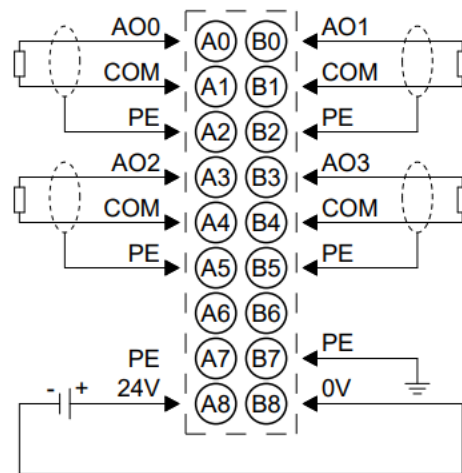 AO0 A0 B0 AO1
COM A1 B1 COM
PE A2 B2 PE
AO2 A3 B3 AO3
COM A4 B4 COM
PE A5 B5 PE
A6 B6
PE A7 B7 PE
- + 24V A8 B8 0V